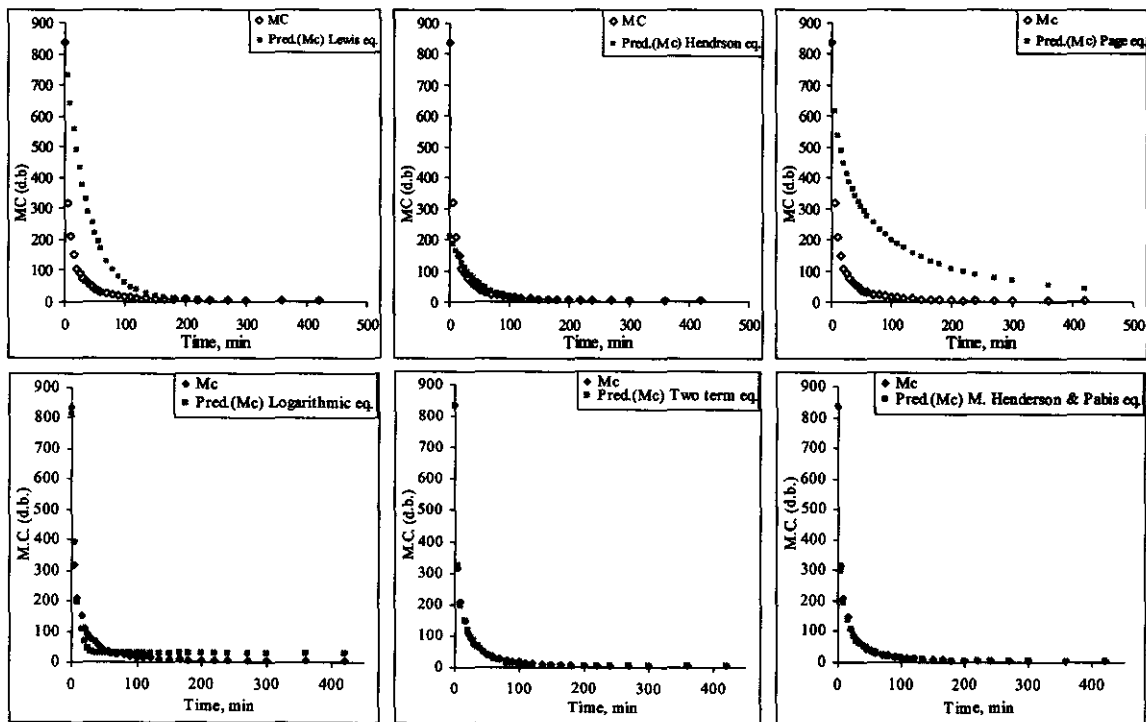 900
800
700
600
500
400
300
200
100
0
MC (d.b)
MC
Pred.(Mc) Lewis eq.
0 100 200 300 400 500
Time, min
900
800
700
600
500
400
300
200
100
0
MC (d.b)
MC
Pred.(Mc) Hendrson eq.
0 100 200 300 400 500
Time, min
900
800
700
600
500
400
300
200
100
0
MC (d.b)
Mc
Pred.(Mc) Page eq.
0 100 200 300 400 500
Time, min
900
800
700
600
500
400
300
200
100
0
M.C. (d.b.)
Mc
Pred.(Mc) Logarithmic eq.
0 100 200 300 400
Time, min
900
800
700
600
500
400
300
200
100
0
M.C. (d.b.)
Mc
Pred.(Mc) Two term eq.
0 100 200 300 400
Time, min
900
800
700
600
500
400
300
200
100
0
M.C. (d.b.)
Mc
Pred.(Mc) M. Henderson & Pabis eq.
0 100 200 300 400
Time, min